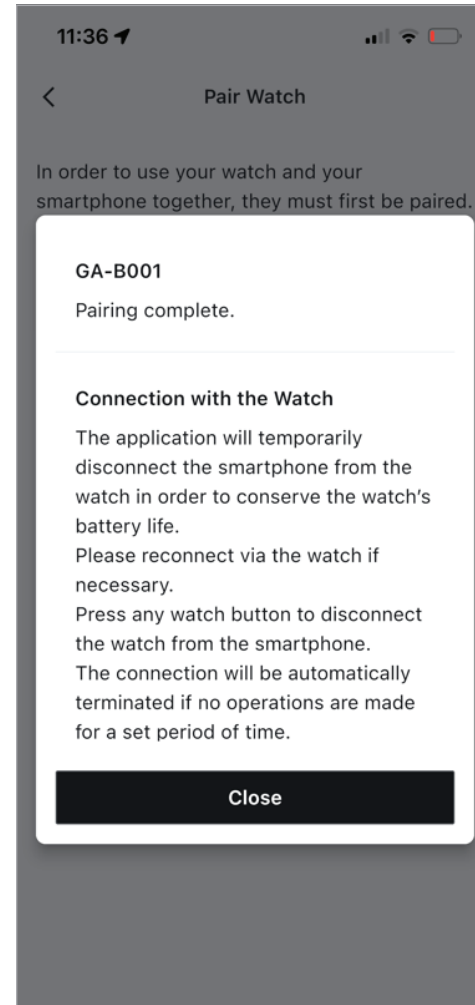 11:36
Pair Watch
In order to use your watch and your
smartphone together, they must first be paired.
GA-B001
Pairing complete.
Connection with the Watch
The application will temporarily
disconnect the smartphone from the
watch in order to conserve the watch’s
battery life.
Please reconnect via the watch if
necessary.
Press any watch button to disconnect
the watch from the smartphone.
The connection will be automatically
terminated if no operations are made
for a set period of time.
Close